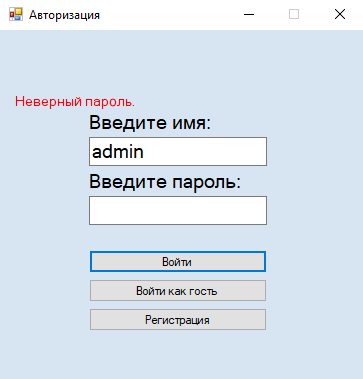 Авторизация
Неверный пароль.
Введите имя:
admin
Введите пароль:
Войти
Войти как гость
Регистрация